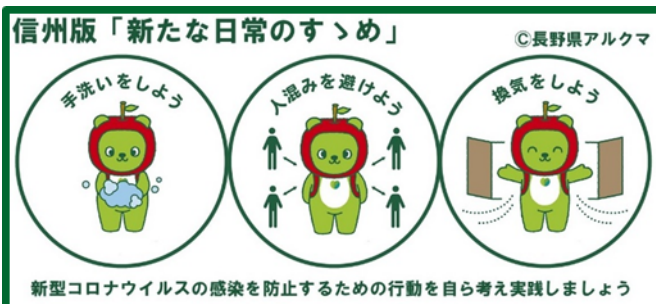 信州版「新たな日常のすゝめ」
©長野県アルクマ
手洗いをしよう
人混みを避けよう
換気をしよう
新型コロナウイルスの感染を防止するための行動を自ら考え実践しましょう